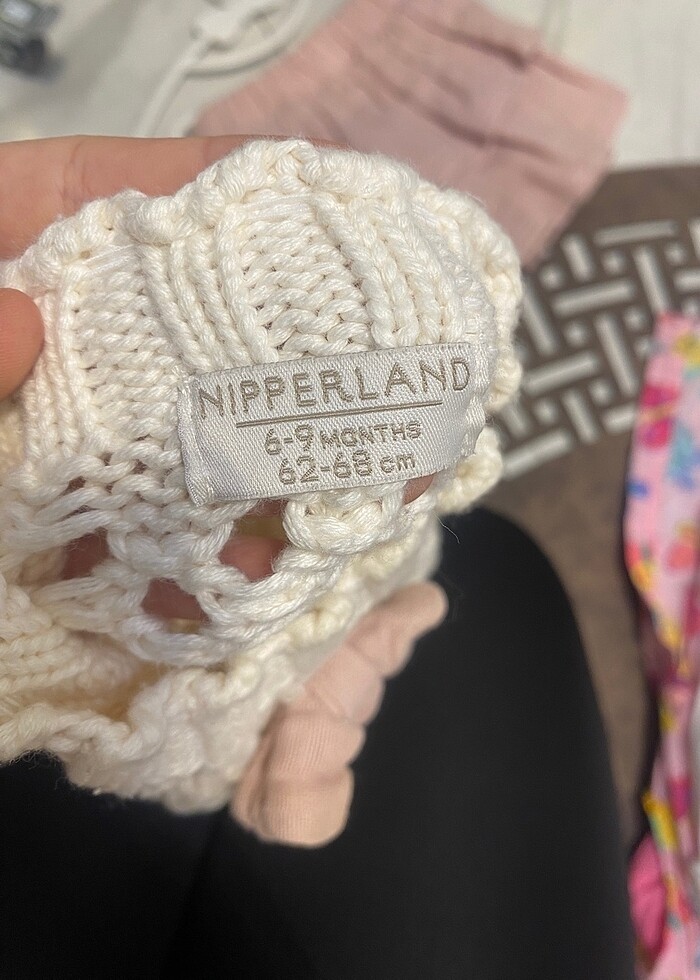 NIPPERLAND
6-9 MONTHS
62-68 cm